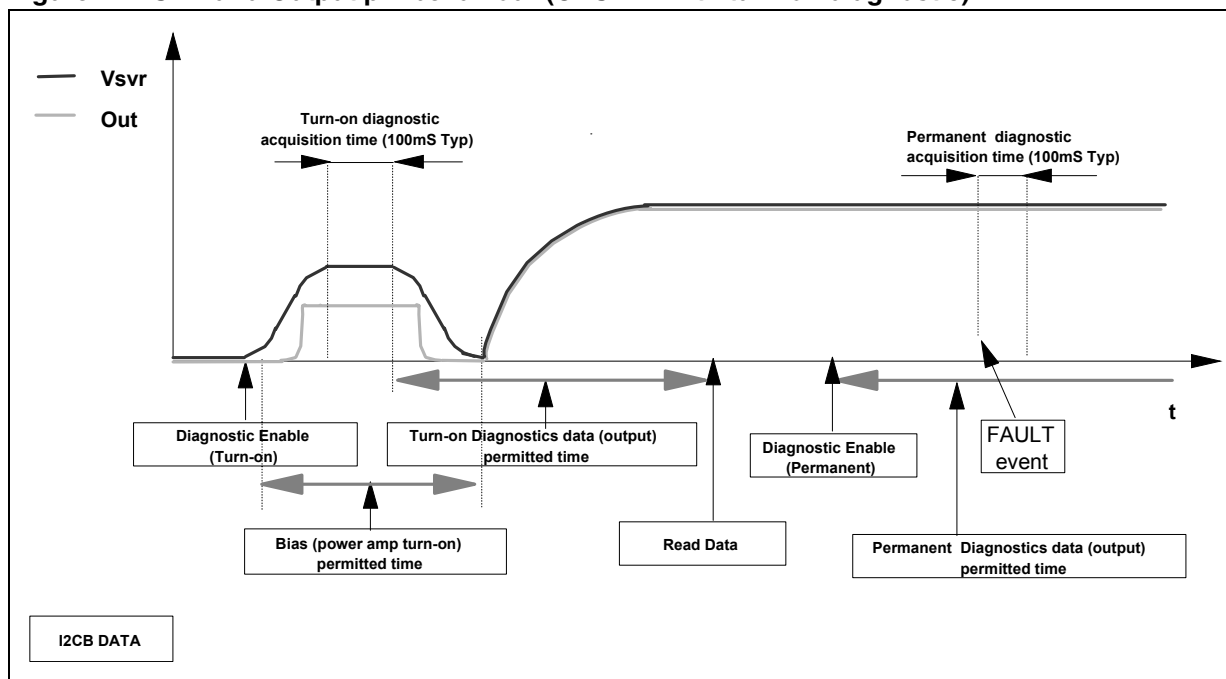 Vsvr
Out
Turn-on diagnostic
acquisition time (100mS Typ)
Permanent diagnostic
acquisition time (100mS Typ)
t
Diagnostic Enable
(Turn-on)
Turn-on Diagnostics data (output)
permitted time
Diagnostic Enable
(Permanent)
FAULT
event
Bias (power amp turn-on)
permitted time
Read Data
Permanent Diagnostics data (output)
permitted time
I2CB DATA